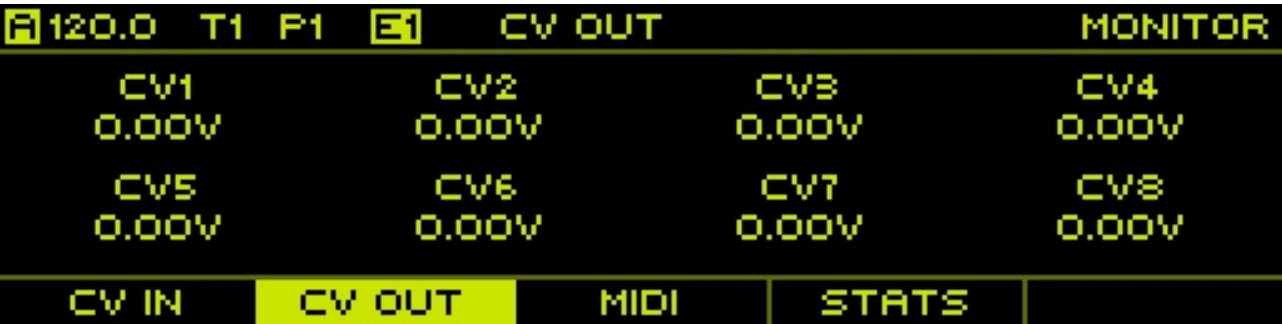 A 120.0 T1 P1 E1 CV OUT MONITOR
CV1 CV2 CV3 CV4
0.00V 0.00V 0.00V 0.00V
CV5 CV6 CV7 CV8
0.00V 0.00V 0.00V 0.00V
CV IN CV OUT MIDI STATS